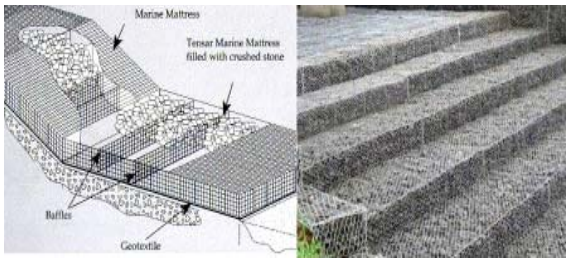 Marine Mattress
Tensar Marine Mattress
filled with crushed stone
Baffles
Geotextile